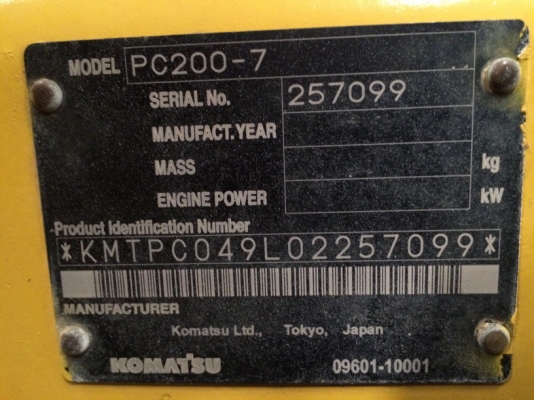 MODEL PC200-7
SERIAL No. 257099
MANUFACT.YEAR
MASS kg
ENGINE POWER kW
Product Identification Number
*KMTPC049L02257099*
MANUFACTURER
Komatsu Ltd., Tokyo, Japan
KOMATSU 09601-10001